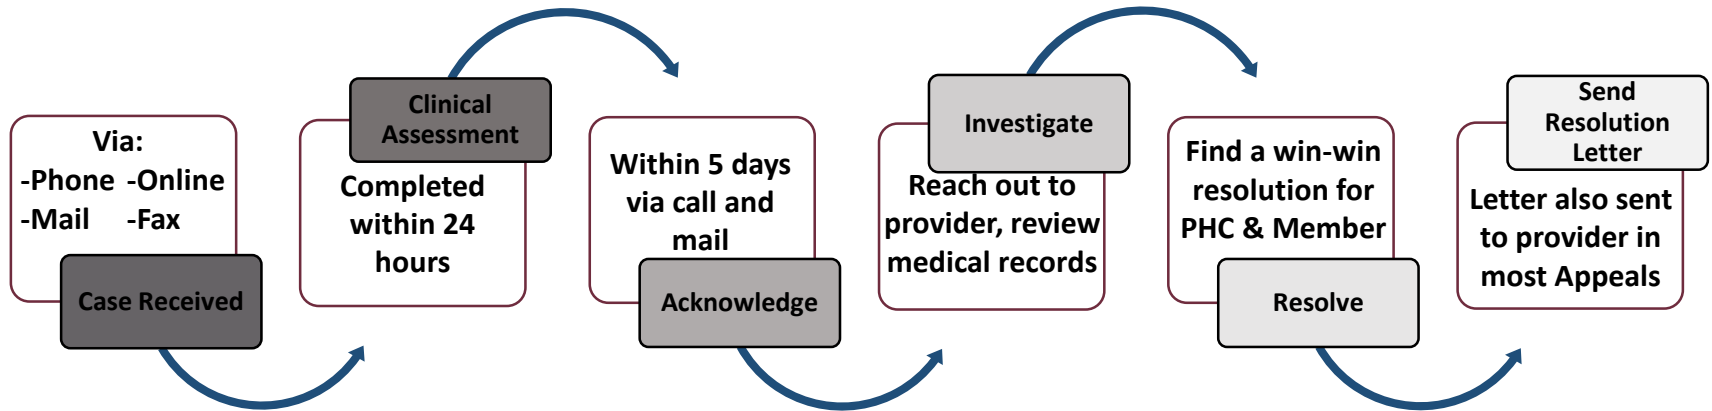 Via:
-Phone -Online
-Mail -Fax
Case Received
Clinical
Assessment
Completed
within 24
hours
Within 5 days
via call and
mail
Acknowledge
Investigate
Reach out to
provider, review
medical records
Find a win-win
resolution for
PHC & Member
Resolve
Send
Resolution
Letter
Letter also sent
to provider in
most Appeals